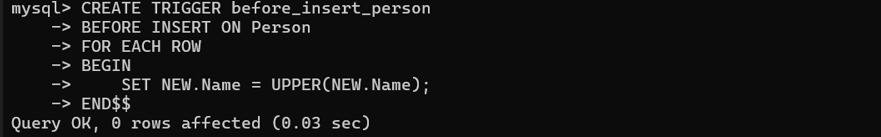 mysql> CREATE TRIGGER before_insert_person
    -> BEFORE INSERT ON Person
    -> FOR EACH ROW
    -> BEGIN
    ->     SET NEW.Name = UPPER(NEW.Name);
    -> END$$
Query OK, 0 rows affected (0.03 sec)